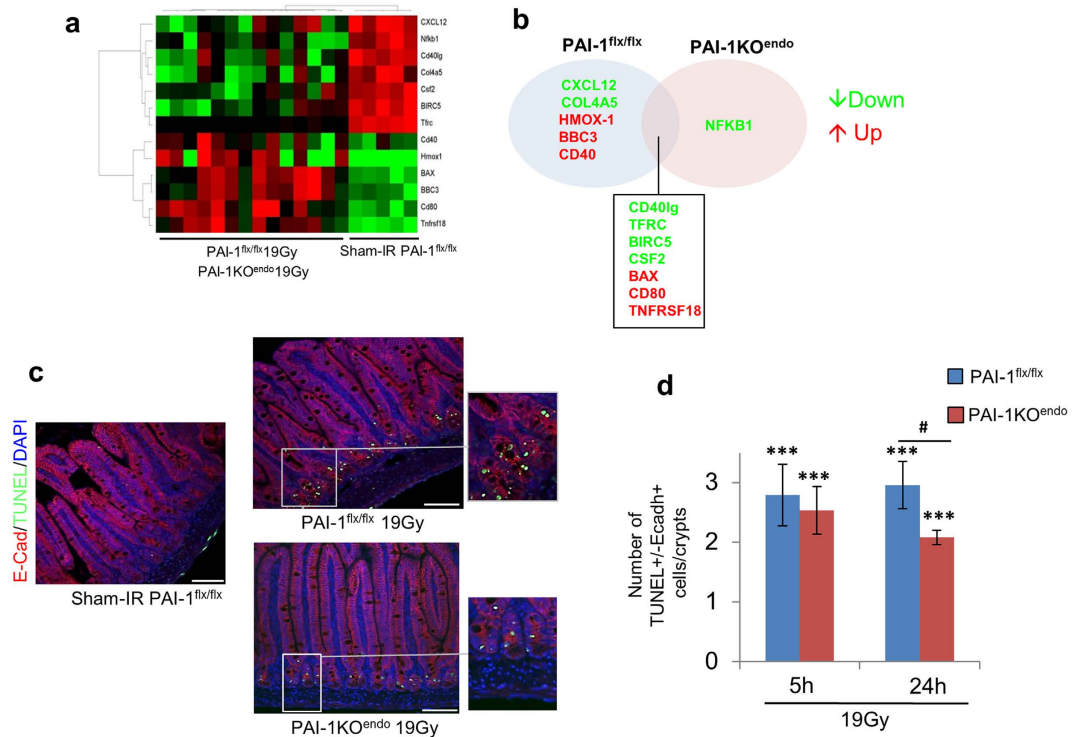 a
CXCL12
Nfkb1
Cd40lg
Col4a5
Csf2
BIRC5
Tfrc
Cd40
Hmox1
BAX
BBC3
Cd80
Tnfrsf18
PAI-1flx/flx19Gy
PAI-1KOendo19Gy
Sham-IR PAI-1flx/flx
b
PAI-1flx/flx
PAI-1KOendo
CXCL12
COL4A5
HMOX-1
BBC3
CD40
NFKB1
↓Down
↑ Up
CD40lg
TFRC
BIRC5
CSF2
BAX
CD80
TNFRSF18
c
E-Cad/TUNEL/DAPI
Sham-IR PAI-1flx/flx
PAI-1flx/flx 19Gy
PAI-1KOendo 19Gy
d
PAI-1flx/flx
PAI-1KOendo
Number of
TUNEL+/-Ecadh+
cells/crypts
3
2
1
0
***
***
***
#
***
5h
24h
19Gy